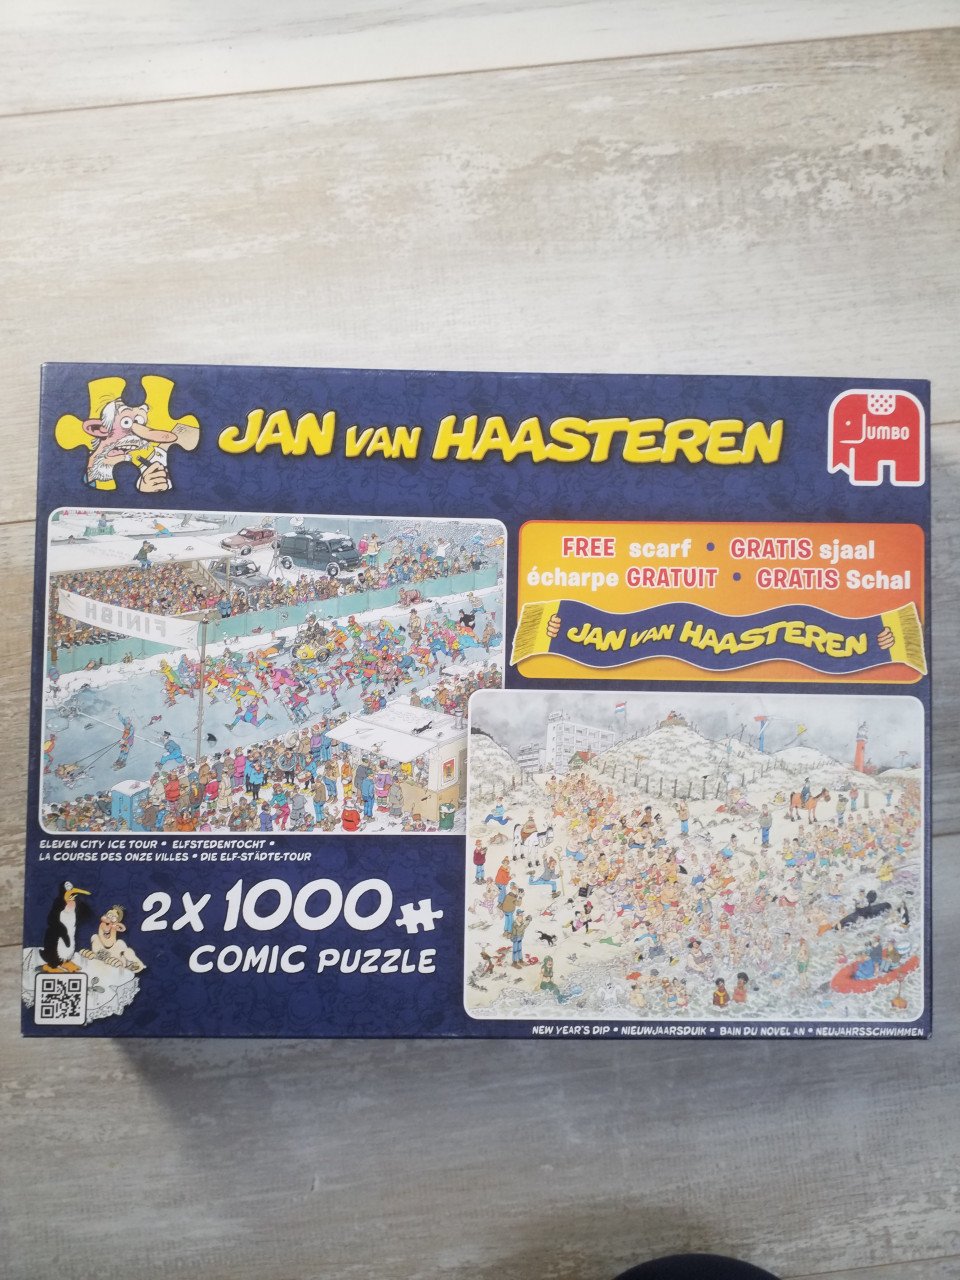 JAN VAN HAASTEREN
JUMBO
FREE scarf • GRATIS sjaal
écharpe GRATUIT • GRATIS Schal
JAN VAN HAASTEREN
FINISH
ELEVEN CITY ICE TOUR • ELFSTEDENTOCHT •
LA COURSE DES ONZE VILLES • DIE ELF-STÄDTE-TOUR
2 X 1000
COMIC PUZZLE
NEW YEAR'S DIP • NIEUWJAARSDUIK • BAIN DU NOVEL AN • NEUJAHRSSCHWIMMEN